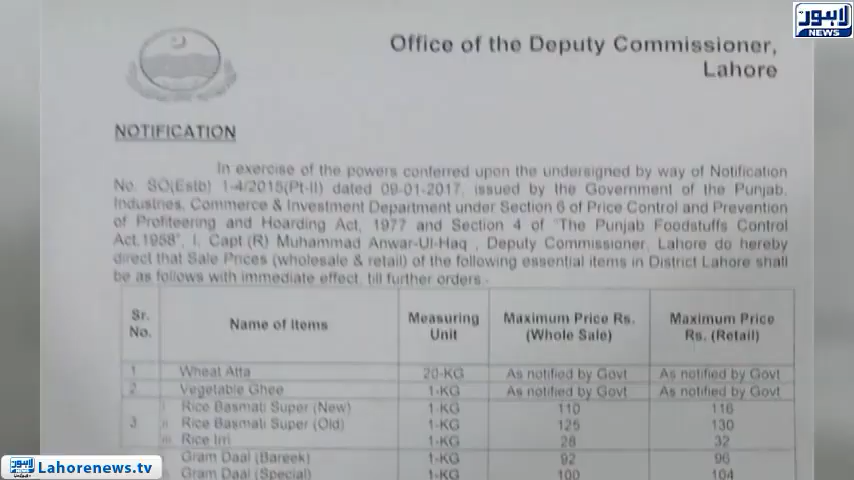 لاہور
NEWS
Office of the Deputy Commissioner,
Lahore
NOTIFICATION
In exercise of the powers conferred upon the undersigned by way of Notification
No. SO(Estb) 1-4/2015(Pt-II) dated 09-01-2017, issued by the Government of the Punjab,
Industries, Commerce & Investment Department under Section 6 of Price Control and Prevention
of Profiteering and Hoarding Act, 1977 and Section 4 of "The Punjab Foodstuffs Control
Act,1958", I, Capt.(R) Muhammad Anwar-Ul-Haq , Deputy Commissioner, Lahore do hereby
direct that Sale Prices (wholesale & retail) of the following essential items in District Lahore shall
be as follows with immediate effect, till further orders:-
Sr. No. Name of Items Measuring Unit Maximum Price Rs. (Whole Sale) Maximum Price Rs. (Retail)
1 Wheat Atta 20-KG As notified by Govt As notified by Govt
2 Vegetable Ghee 1-KG As notified by Govt As notified by Govt
i Rice Basmati Super (New) 1-KG 110 116
3 ii Rice Basmati Super (Old) 1-KG 125 130
iii Rice Irri 1-KG 28 32
i Gram Daal (Bareek) 1-KG 92 96
Gram Daal (Special) 1-KG 100 104
لاہور
Lahorenews.tv